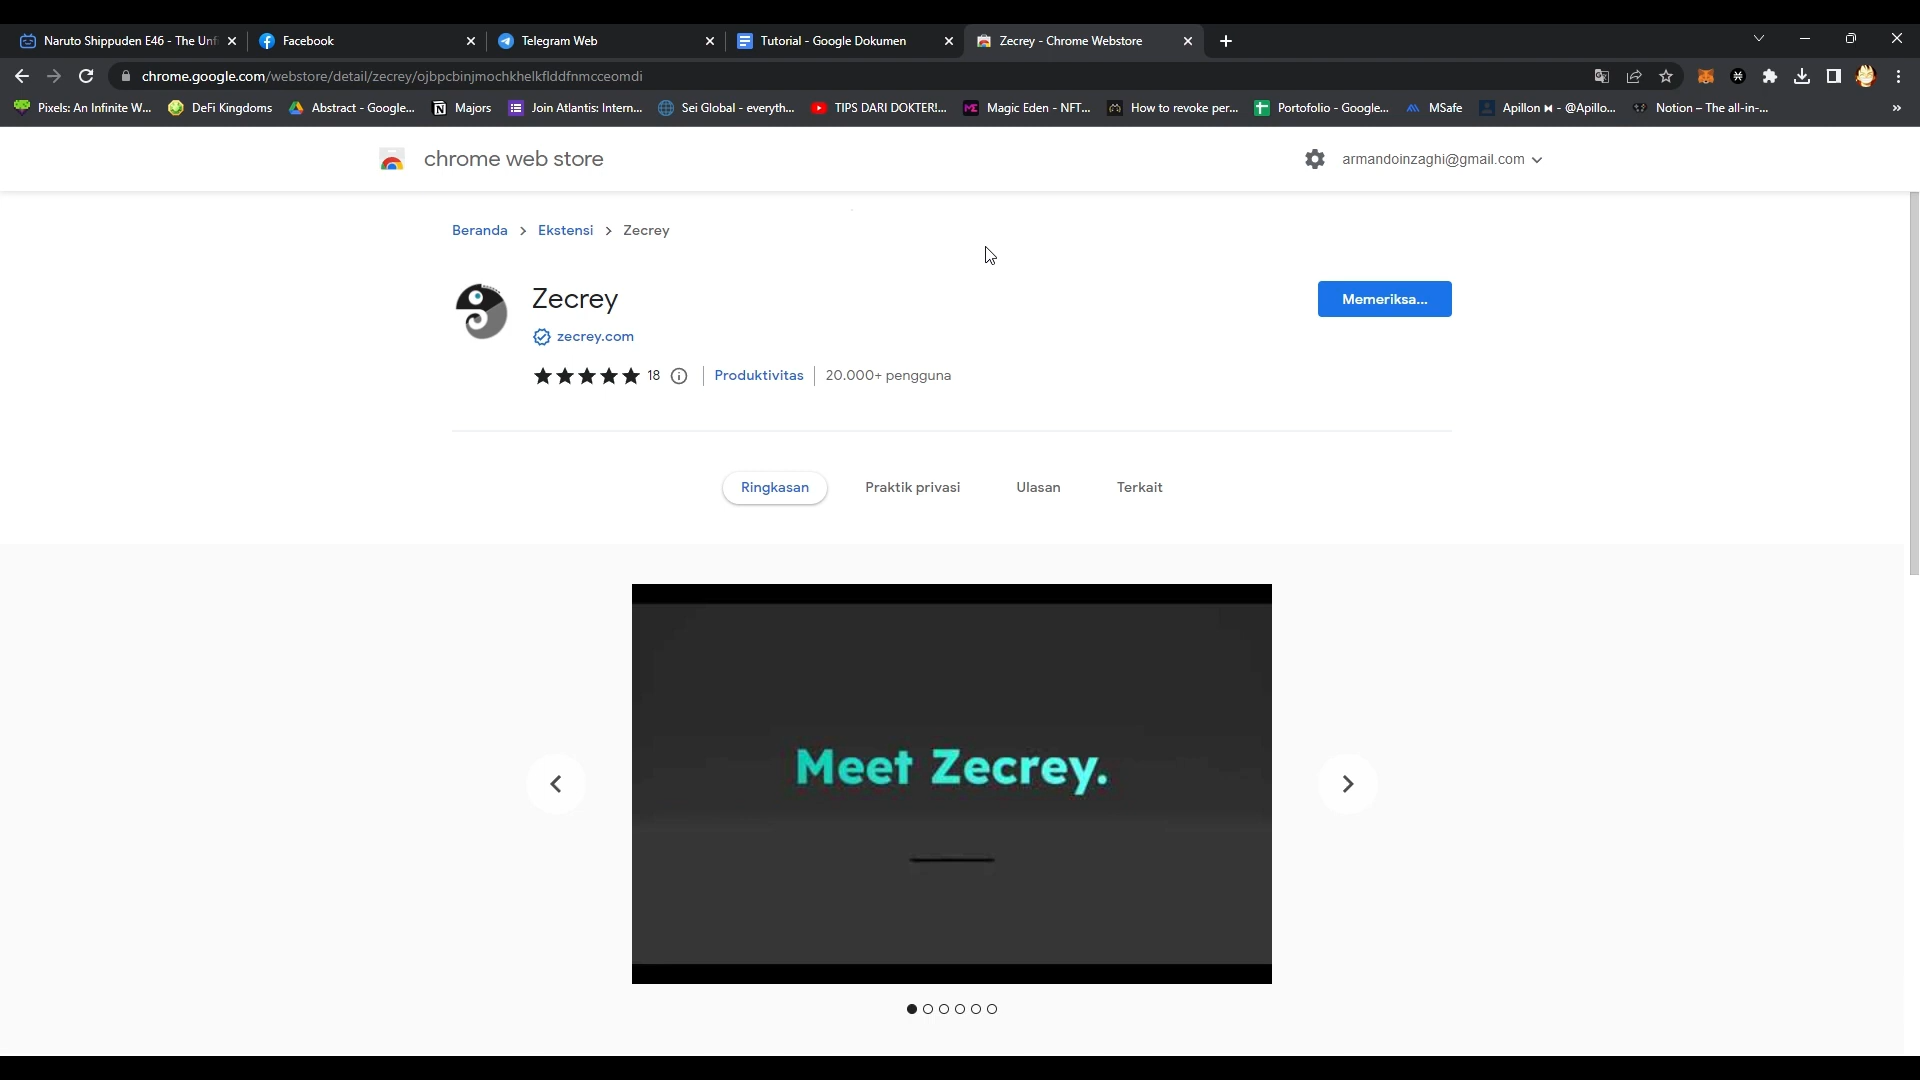 Naruto Shippuden E46 - The Unf
Facebook
Telegram Web
Tutorial - Google Dokumen
Zecrey - Chrome Webstore
chrome.google.com/webstore/detail/zecrey/ojbpcbinjmochkhelkflddfnmcceomdi
Pixels: An Infinite W...
DeFi Kingdoms
Abstract - Google...
Majors
Join Atlantis: Intern...
Sei Global - everyth...
TIPS DARI DOKTER!...
Magic Eden - NFT...
How to revoke per...
Portofolio - Google...
MSafe
Apillon ⧓ - @Apillo...
Notion – The all-in-...
»
chrome web store
armandoinzaghi@gmail.com
Beranda > Ekstensi > Zecrey
Zecrey
Memeriksa...
zecrey.com
18
Produktivitas
20.000+ pengguna
Ringkasan
Praktik privasi
Ulasan
Terkait
Meet Zecrey.